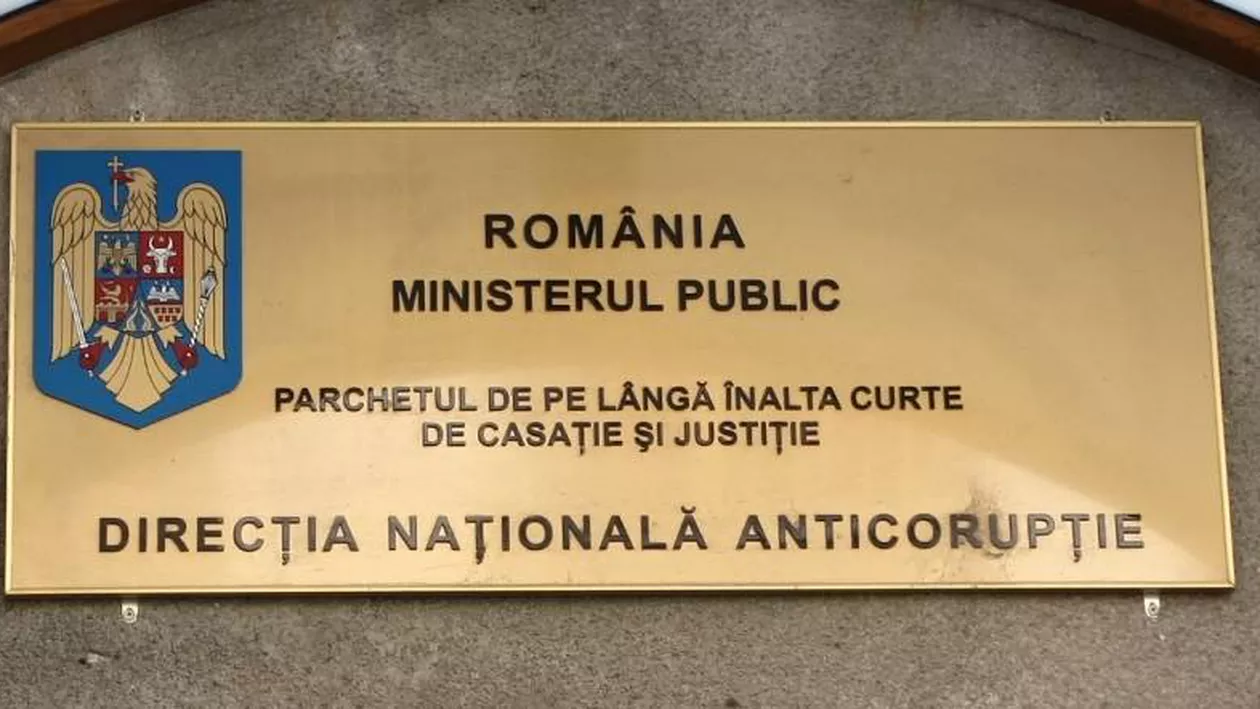 ROMÂNIA
MINISTERUL PUBLIC
PARCHETUL DE PE LÂNGĂ ÎNALTA CURTE
DE CASAŢIE ŞI JUSTIŢIE
DIRECŢIA NAŢIONALĂ ANTICORUPŢIE